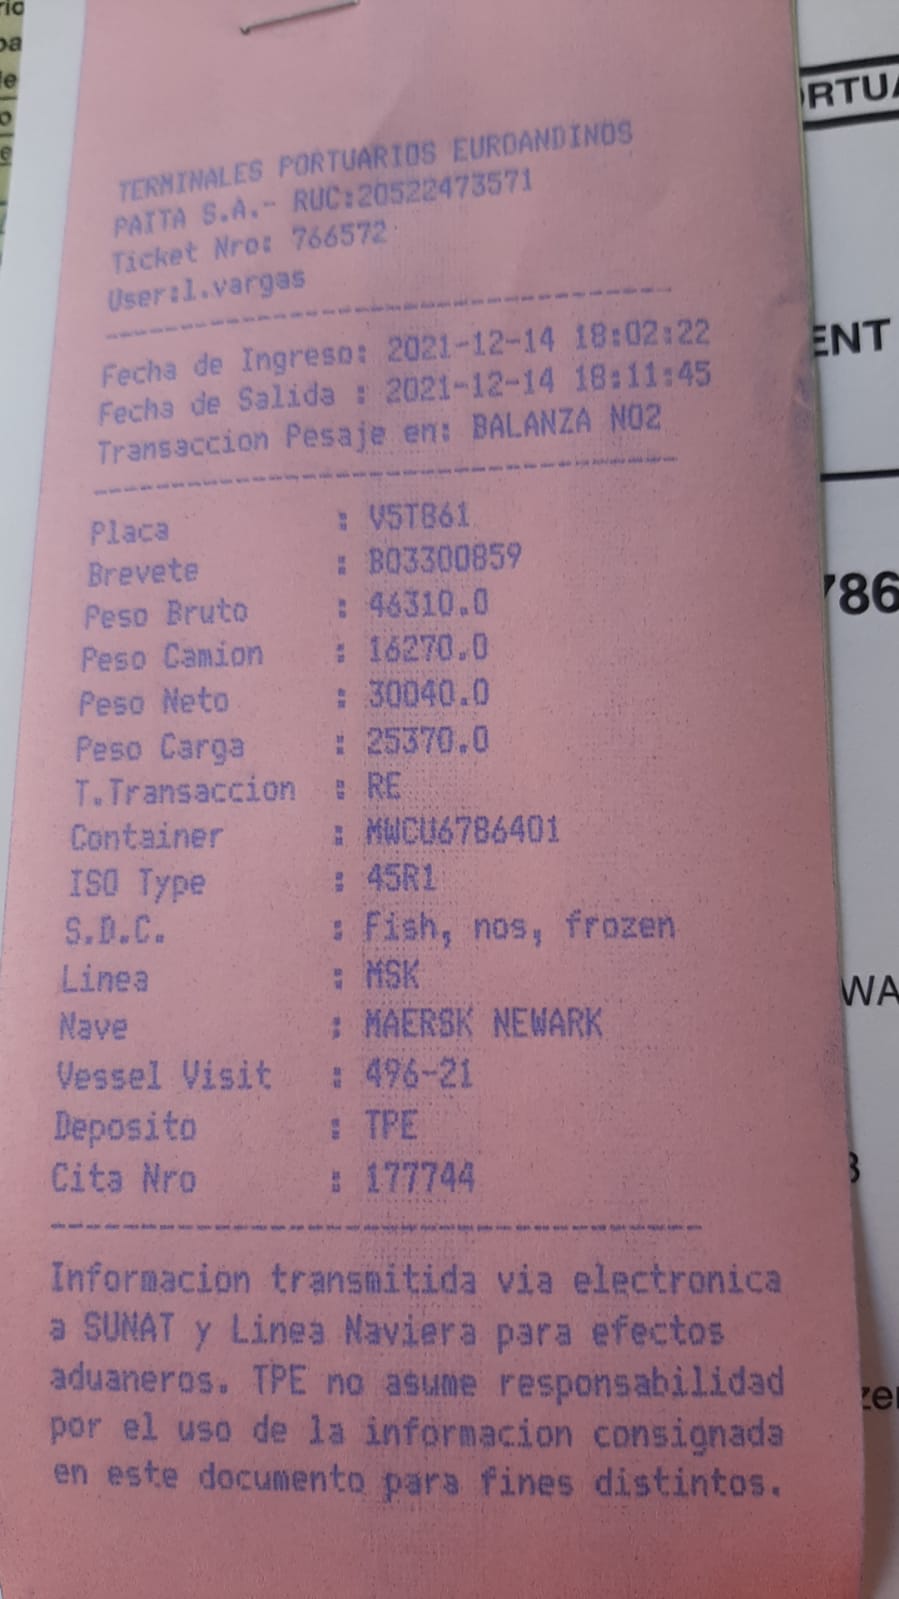 TERMINALES PORTUARIOS EUROANDINOS
PAITA S.A.- RUC:20522473571
Ticket Nro: 766572
User:l.vargas
Fecha de Ingreso: 2021-12-14 18:02:22
Fecha de Salida : 2021-12-14 18:11:45
Transaccion Pesaje en: BALANZA NO2
Placa : V5T861
Brevete : B03300859
Peso Bruto : 46310.0
Peso Camion : 16270.0
Peso Neto : 30040.0
Peso Carga : 25370.0
T.Transaccion : RE
Container : MWCU6786401
ISO Type : 45R1
S.D.C. : Fish, nos, frozen
Linea : MSK
Nave : MAERSK NEWARK
Vessel Visit : 496-21
Deposito : TPE
Cita Nro : 177744
Informacion transmitida via electronica
a SUNAT y Linea Naviera para efectos
aduaneros. TPE no asume responsabilidad
por el uso de la informacion consignada
en este documento para fines distintos.